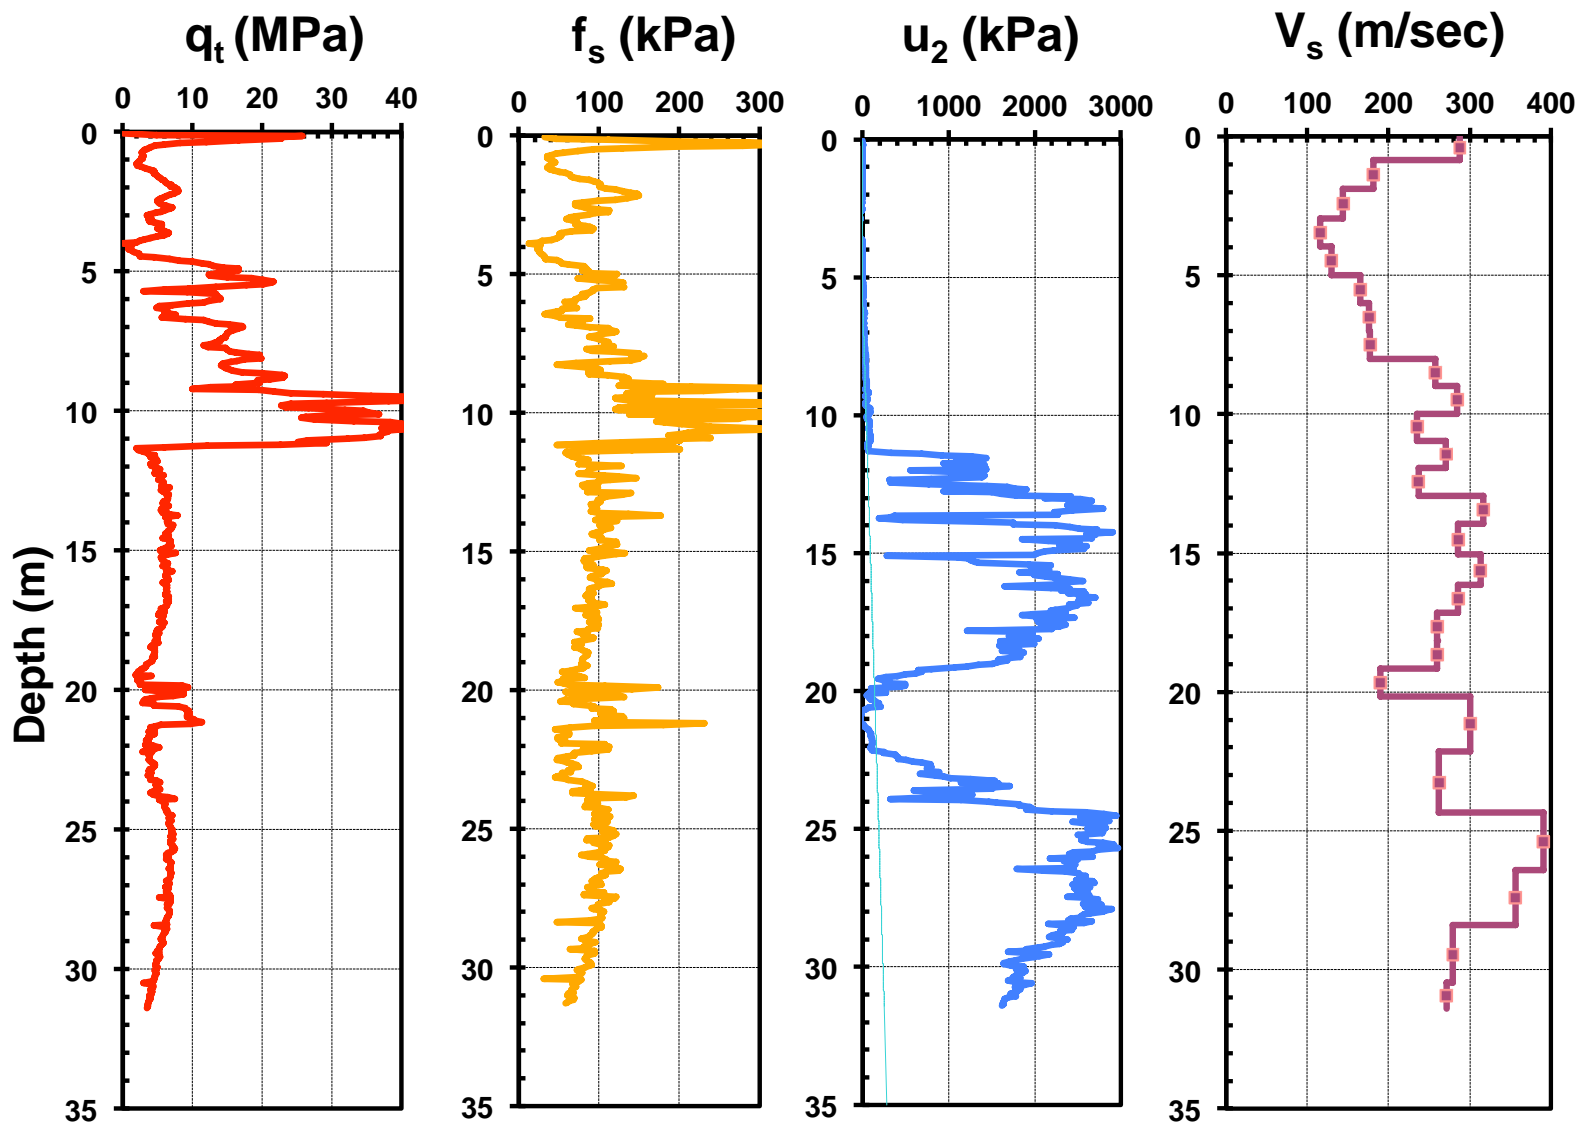 qt (MPa)
fs (kPa)
u2 (kPa)
Vs (m/sec)
0 10 20 30 40
0 100 200 300
0 1000 2000 3000
0 100 200 300 400
0 0 0 0
5 5 5 5
10 10 10 10
15 15 15 15
20 20 20 20
25 25 25 25
30 30 30 30
35 35 35 35
Depth (m)